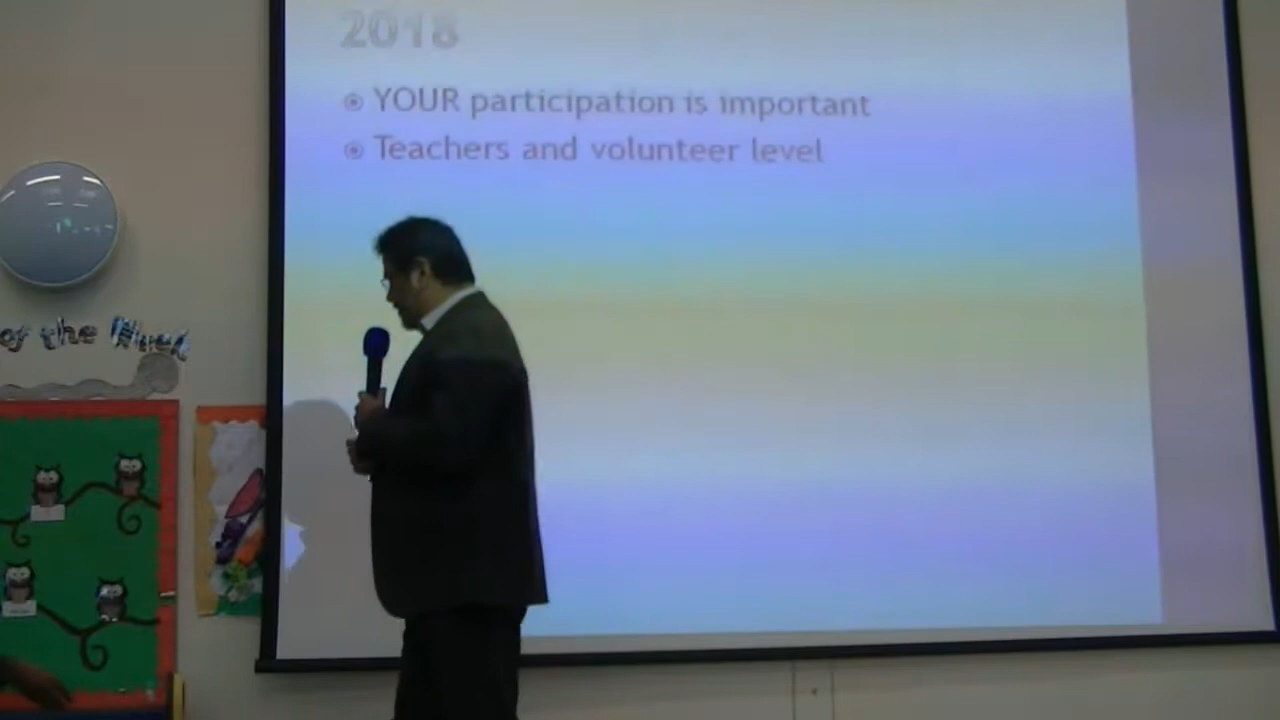 2018
YOUR participation is important
Teachers and volunteer level
of the Week